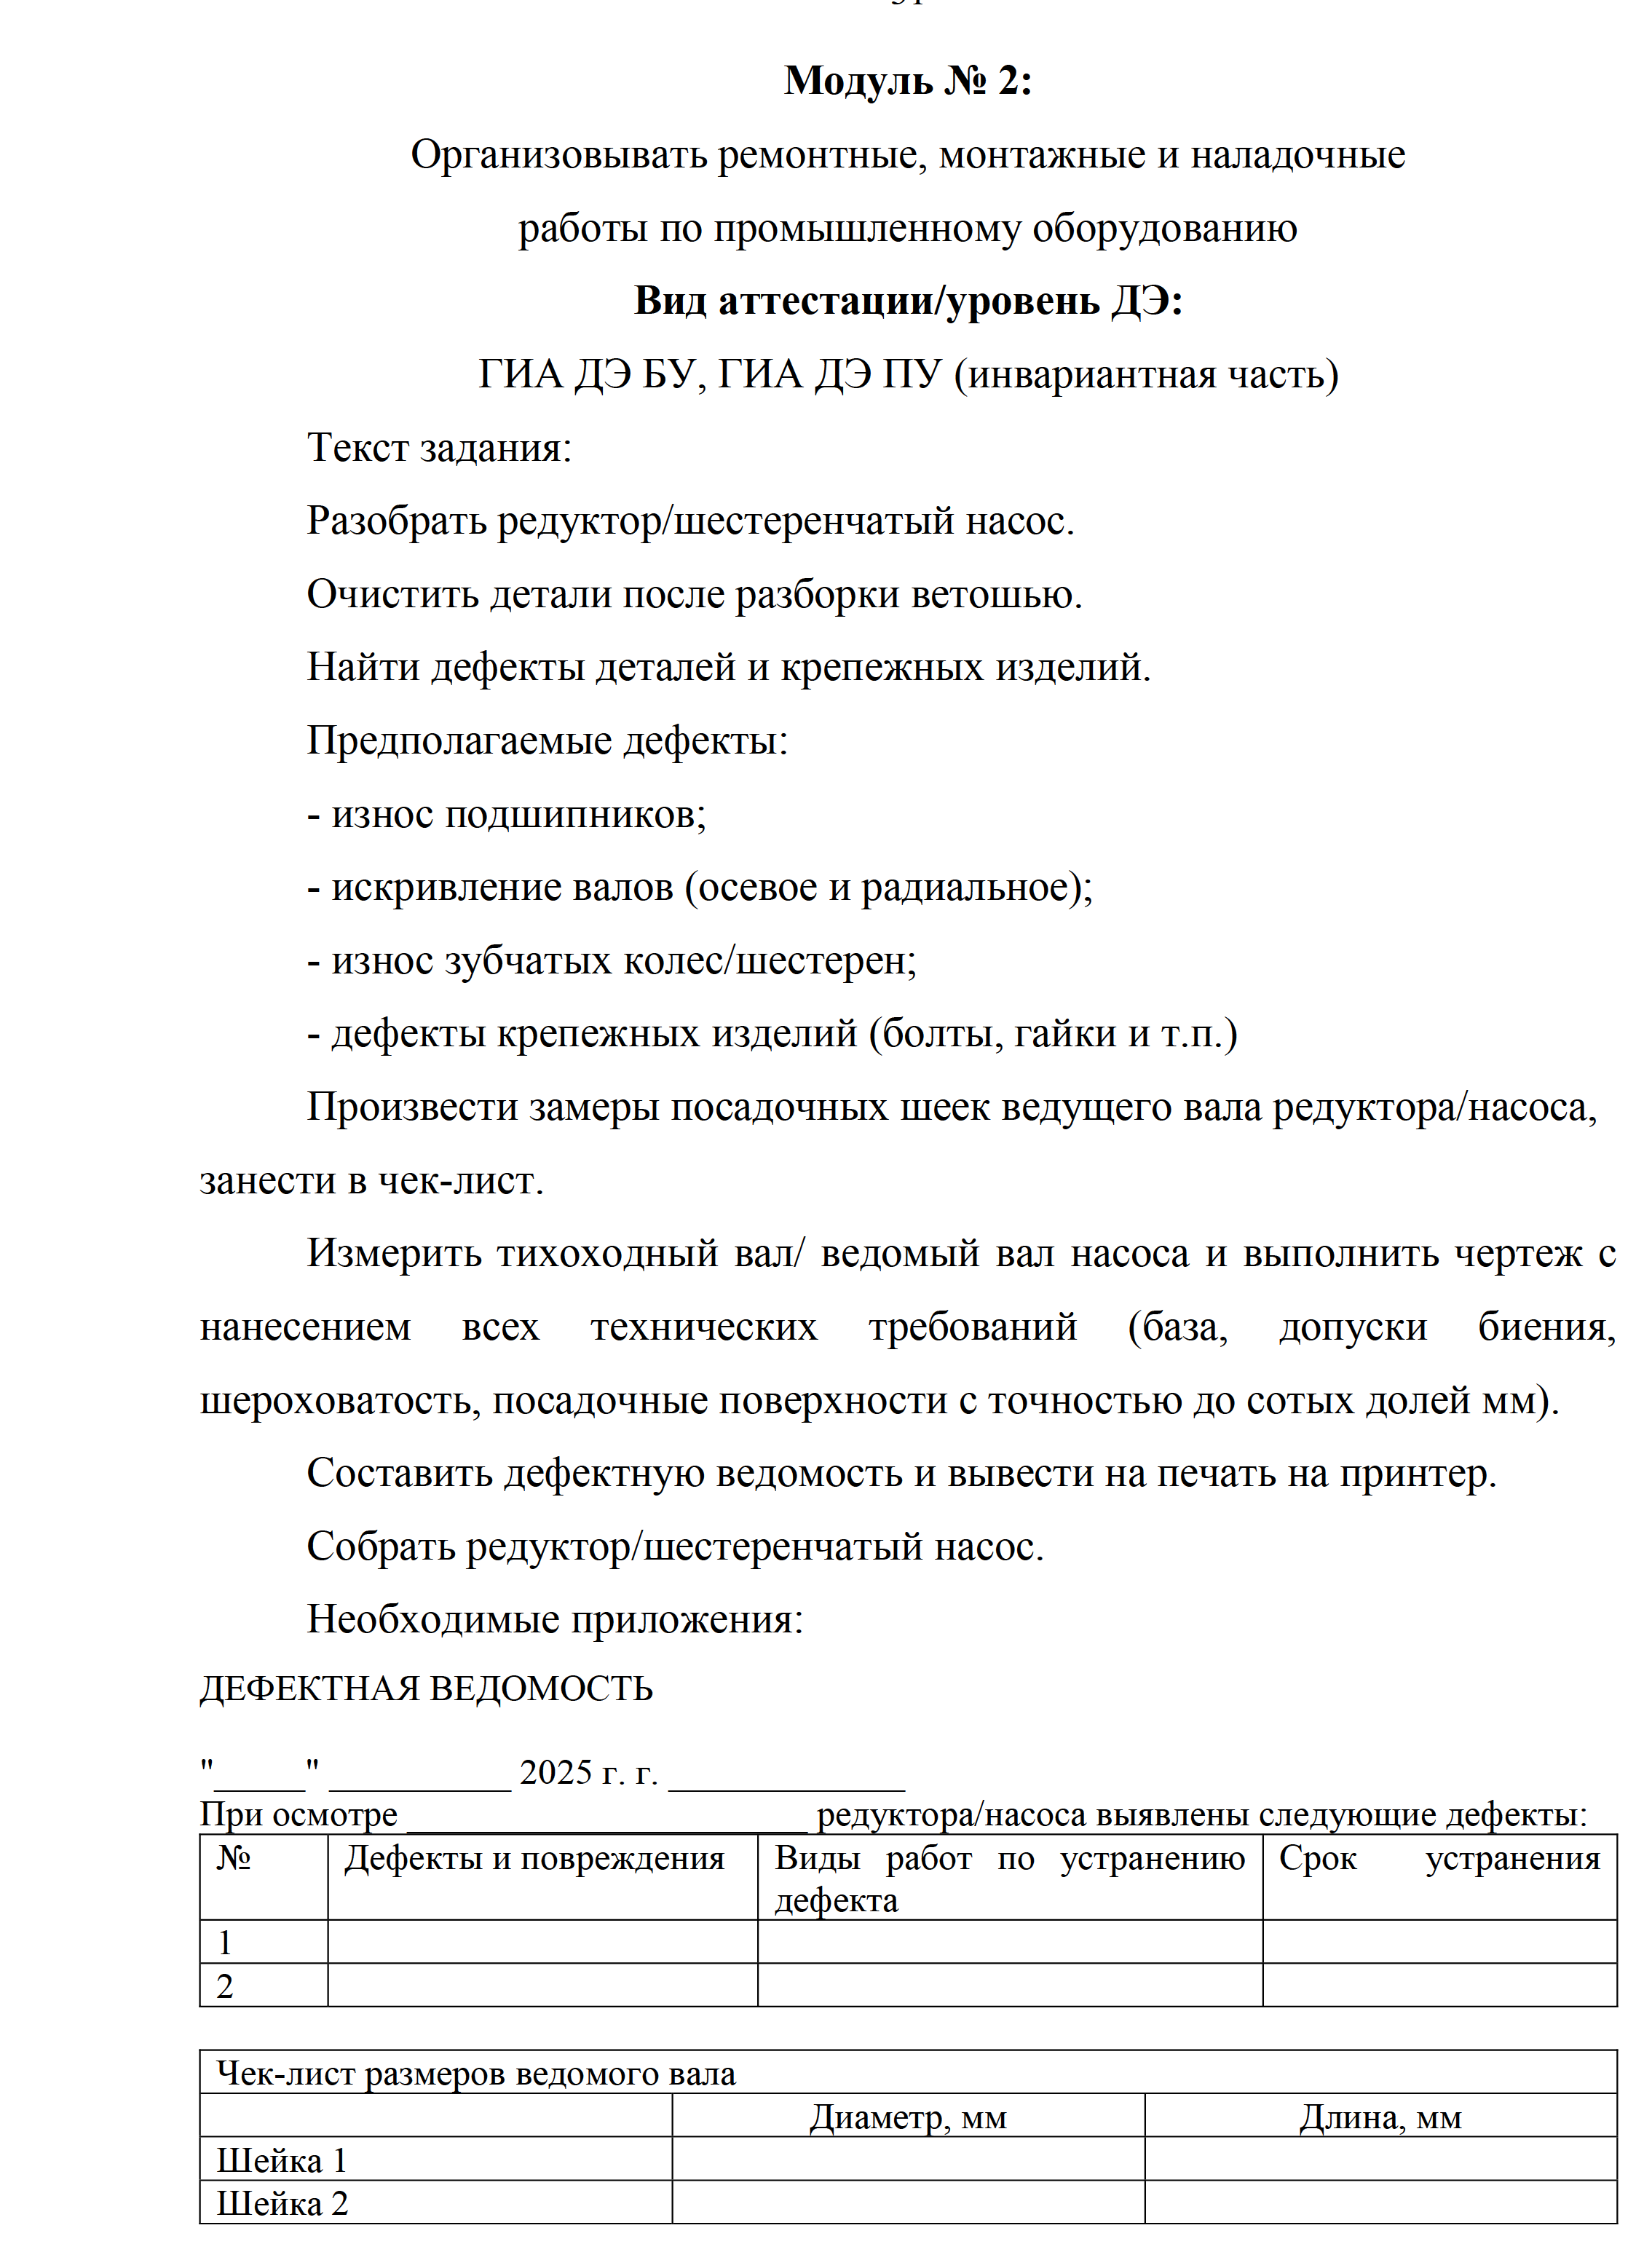 Модуль № 2:
Организовывать ремонтные, монтажные и наладочные
работы по промышленному оборудованию
Вид аттестации/уровень ДЭ:
ГИА ДЭ БУ, ГИА ДЭ ПУ (инвариантная часть)
Текст задания:
Разобрать редуктор/шестеренчатый насос.
Очистить детали после разборки ветошью.
Найти дефекты деталей и крепежных изделий.
Предполагаемые дефекты:
- износ подшипников;
- искривление валов (осевое и радиальное);
- износ зубчатых колес/шестерен;
- дефекты крепежных изделий (болты, гайки и т.п.)
Произвести замеры посадочных шеек ведущего вала редуктора/насоса,
занести в чек-лист.
Измерить тихоходный вал/ ведомый вал насоса и выполнить чертеж с
нанесением всех технических требований (база, допуски биения,
шероховатость, посадочные поверхности с точностью до сотых долей мм).
Составить дефектную ведомость и вывести на печать на принтер.
Собрать редуктор/шестеренчатый насос.
Необходимые приложения:
ДЕФЕКТНАЯ ВЕДОМОСТЬ
"_____" __________ 2025 г. г. _____________
При осмотре ______________________ редуктора/насоса выявлены следующие дефекты:
№ Дефекты и повреждения Виды работ по устранению Срок устранения
дефекта
1
2
Чек-лист размеров ведомого вала
Диаметр, мм Длина, мм
Шейка 1
Шейка 2